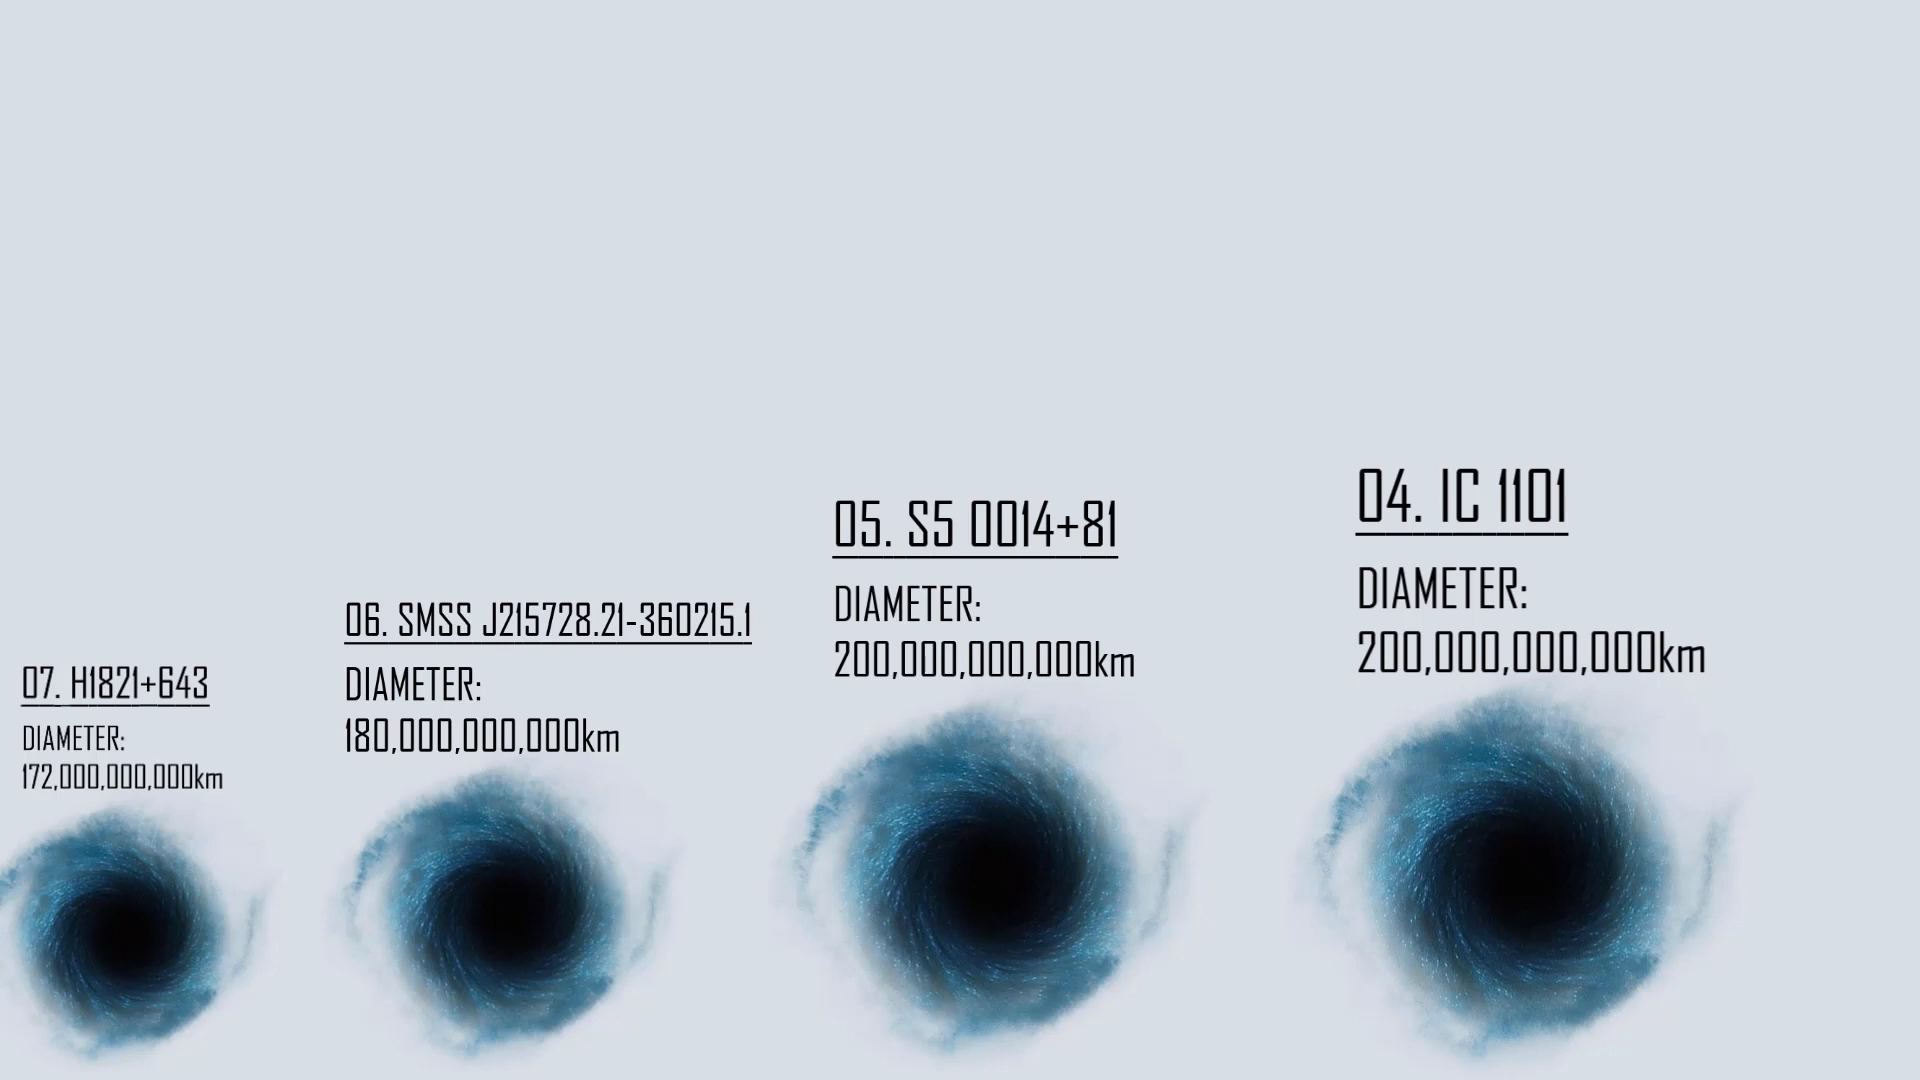 07. H1821+643
DIAMETER:
172,000,000,000km
06. SMSS J215728.21-360215.1
DIAMETER:
180,000,000,000km
05. S5 0014+81
DIAMETER:
200,000,000,000km
04. IC 1101
DIAMETER:
200,000,000,000km